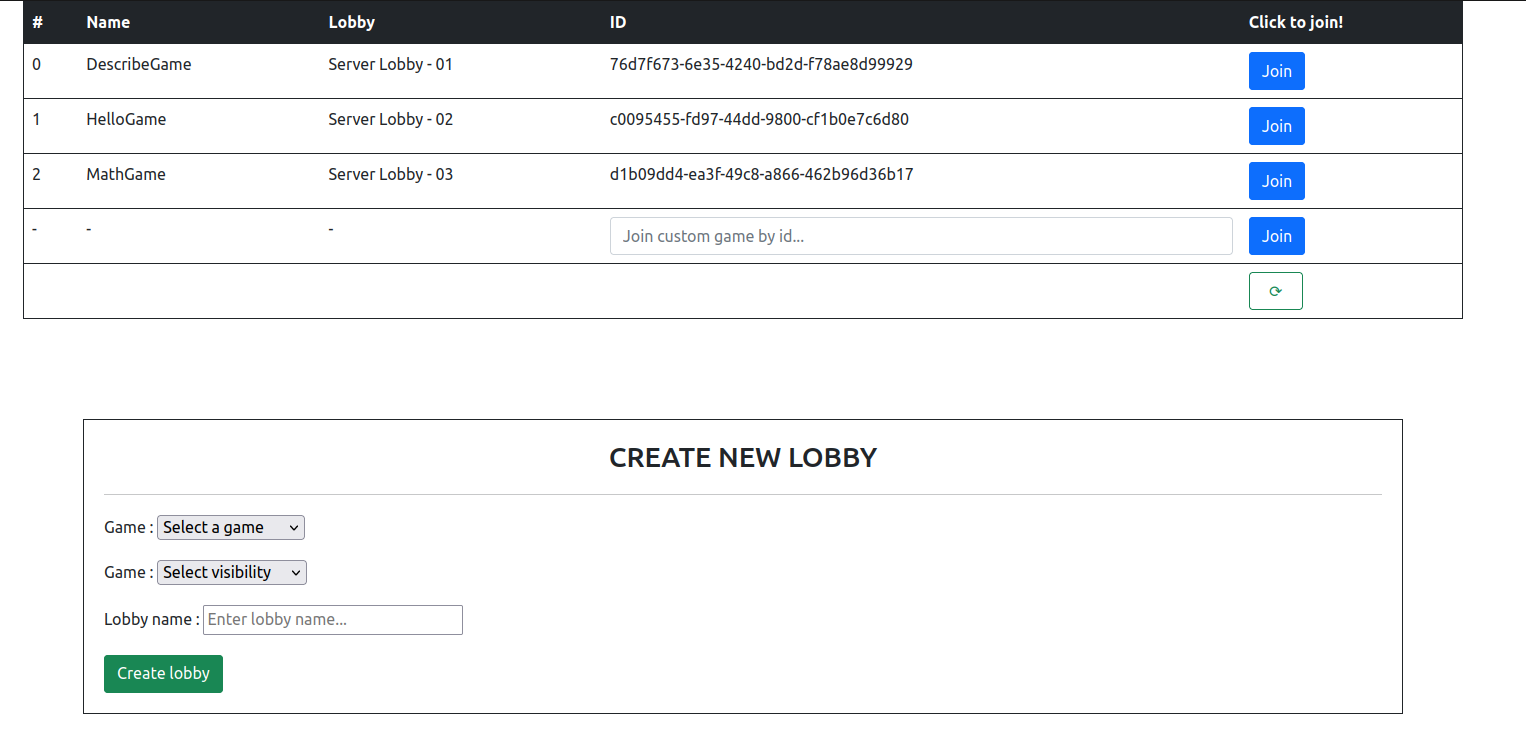 # Name Lobby ID Click to join!
0 DescribeGame Server Lobby - 01 76d7f673-6e35-4240-bd2d-f78ae8d99929 Join
1 HelloGame Server Lobby - 02 c0095455-fd97-44dd-9800-cf1b0e7c6d80 Join
2 MathGame Server Lobby - 03 d1b09dd4-ea3f-49c8-a866-462b96d36b17 Join
- - - Join custom game by id... Join
⟳
CREATE NEW LOBBY
Game : Select a game
Game : Select visibility
Lobby name : Enter lobby name...
Create lobby